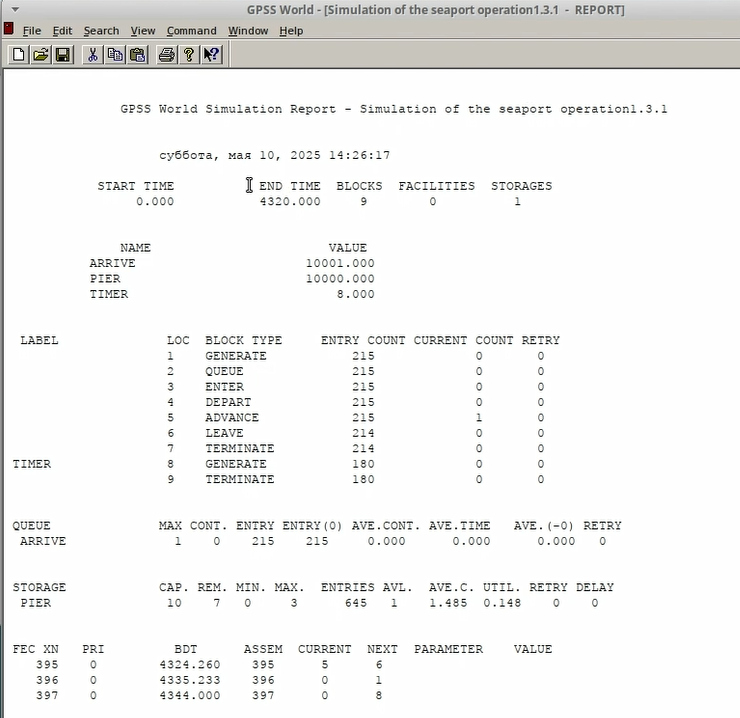 GPSS World - [Simulation of the seaport operation1.3.1 - REPORT]
File Edit Search View Command Window Help
GPSS World Simulation Report - Simulation of the seaport operation1.3.1
суббота, мая 10, 2025 14:26:17
START TIME END TIME BLOCKS FACILITIES STORAGES
0.000 4320.000 9 0 1
NAME VALUE
ARRIVE 10001.000
PIER 10000.000
TIMER 8.000
LABEL LOC BLOCK TYPE ENTRY COUNT CURRENT COUNT RETRY
1 GENERATE 215 0 0
2 QUEUE 215 0 0
3 ENTER 215 0 0
4 DEPART 215 0 0
5 ADVANCE 215 1 0
6 LEAVE 214 0 0
7 TERMINATE 214 0 0
TIMER 8 GENERATE 180 0 0
9 TERMINATE 180 0 0
QUEUE MAX CONT. ENTRY ENTRY(0) AVE.CONT. AVE.TIME AVE.(-0) RETRY
ARRIVE 1 0 215 215 0.000 0.000 0.000 0
STORAGE CAP. REM. MIN. MAX. ENTRIES AVL. AVE.C. UTIL. RETRY DELAY
PIER 10 7 0 3 645 1 1.485 0.148 0 0
FEC XN PRI BDT ASSEM CURRENT NEXT PARAMETER VALUE
395 0 4324.260 395 5 6
396 0 4335.233 396 0 1
397 0 4344.000 397 0 8